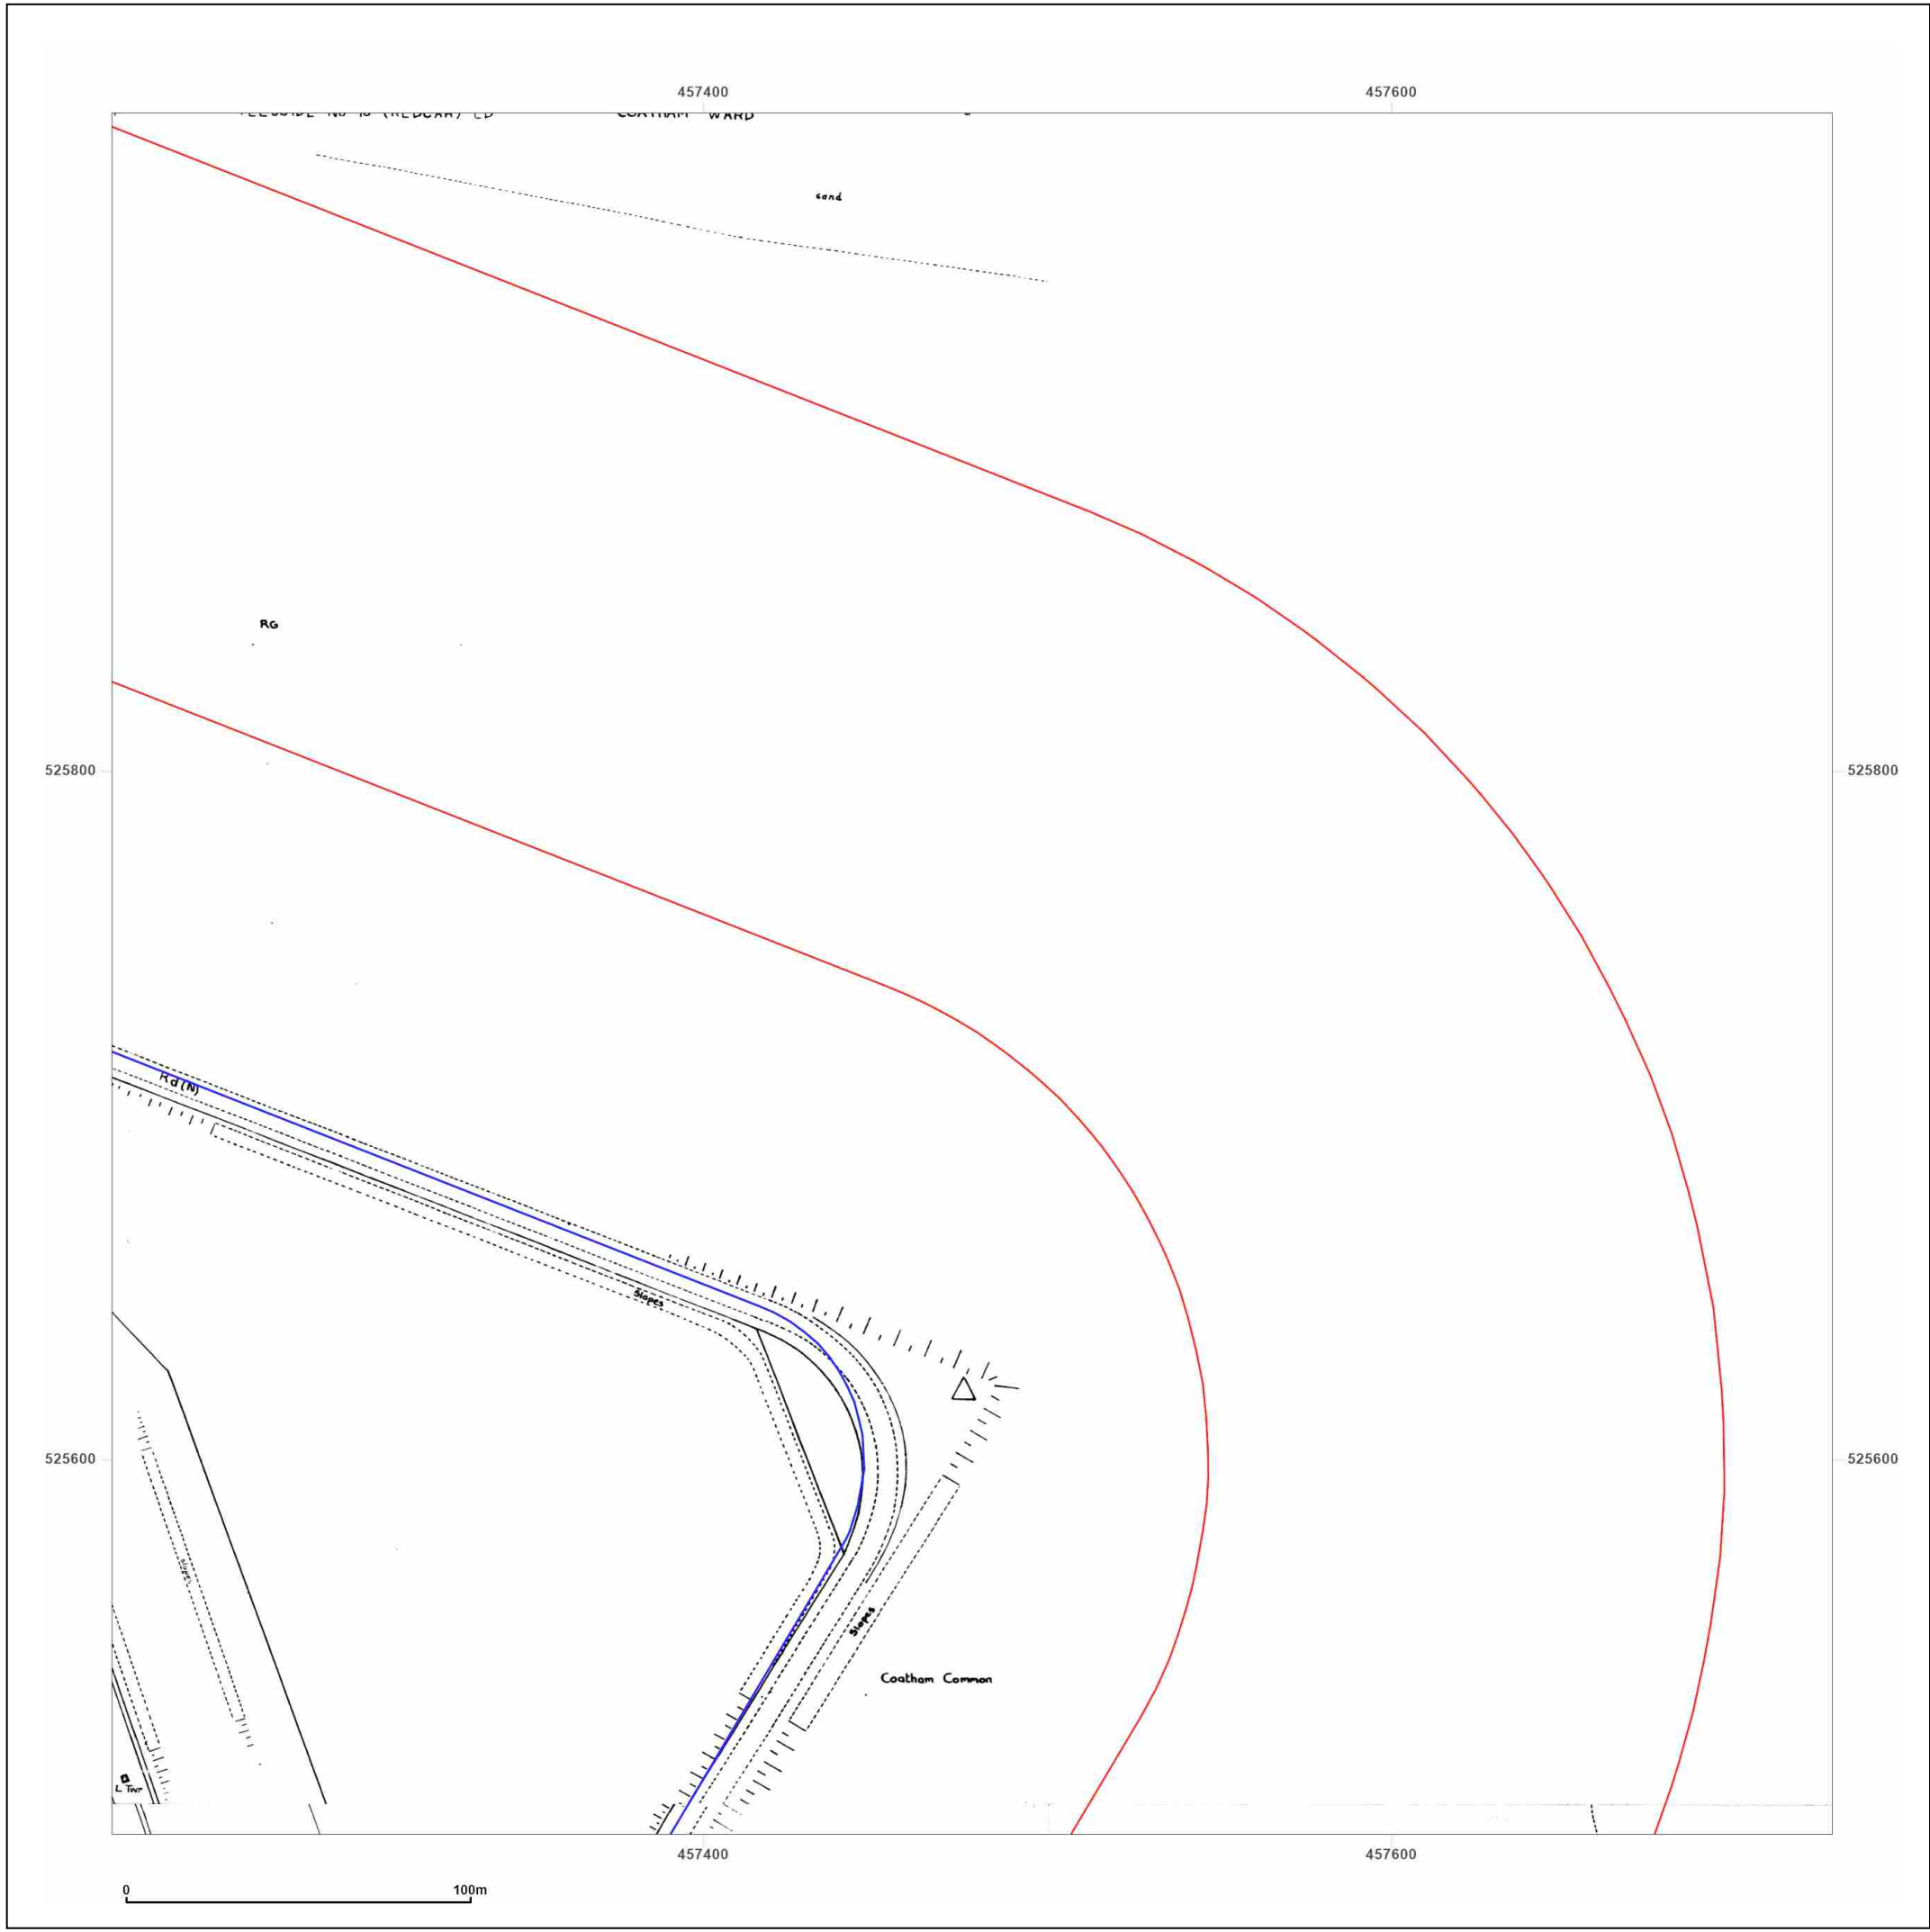 457400 457600
COATHAM WARD
sand
RG
525800 525800
Rd(N)
Slopes
525600 525600
Slopes
Slopes
Coatham Common
L Twr
457400 457600
0 100m